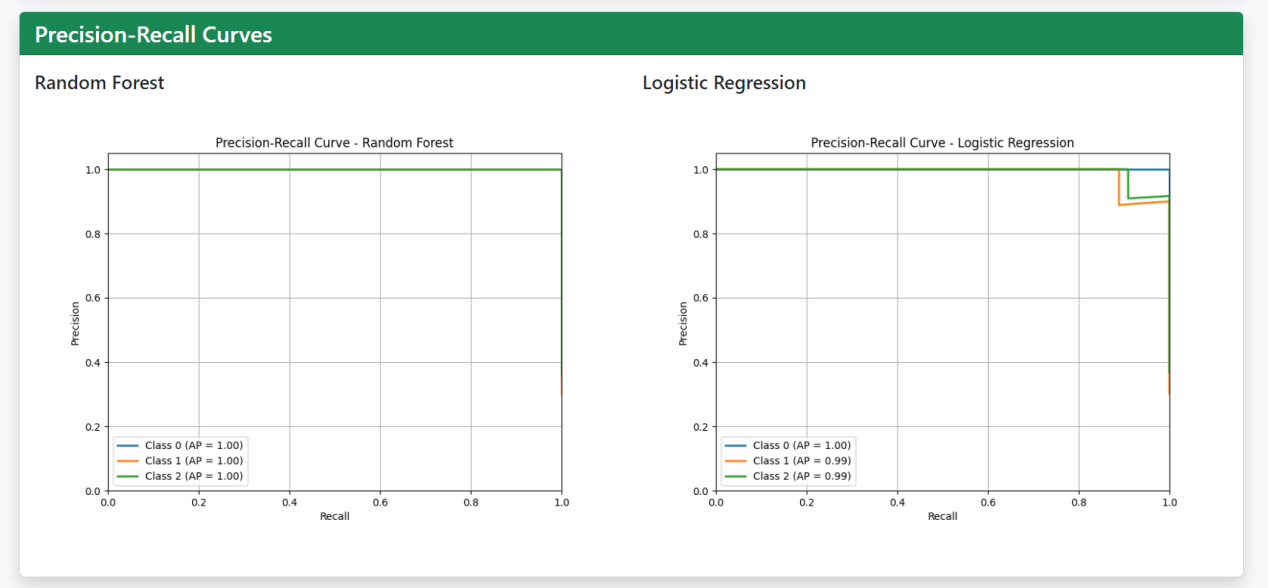 Precision-Recall Curves
Random Forest
Precision-Recall Curve - Random Forest
1.0
0.8
0.6
0.4
0.2
0.0
Precision
Class 0 (AP = 1.00)
Class 1 (AP = 1.00)
Class 2 (AP = 1.00)
0.0 0.2 0.4 0.6 0.8 1.0
Recall
Logistic Regression
Precision-Recall Curve - Logistic Regression
1.0
0.8
0.6
0.4
0.2
0.0
Precision
Class 0 (AP = 1.00)
Class 1 (AP = 0.99)
Class 2 (AP = 0.99)
0.0 0.2 0.4 0.6 0.8 1.0
Recall